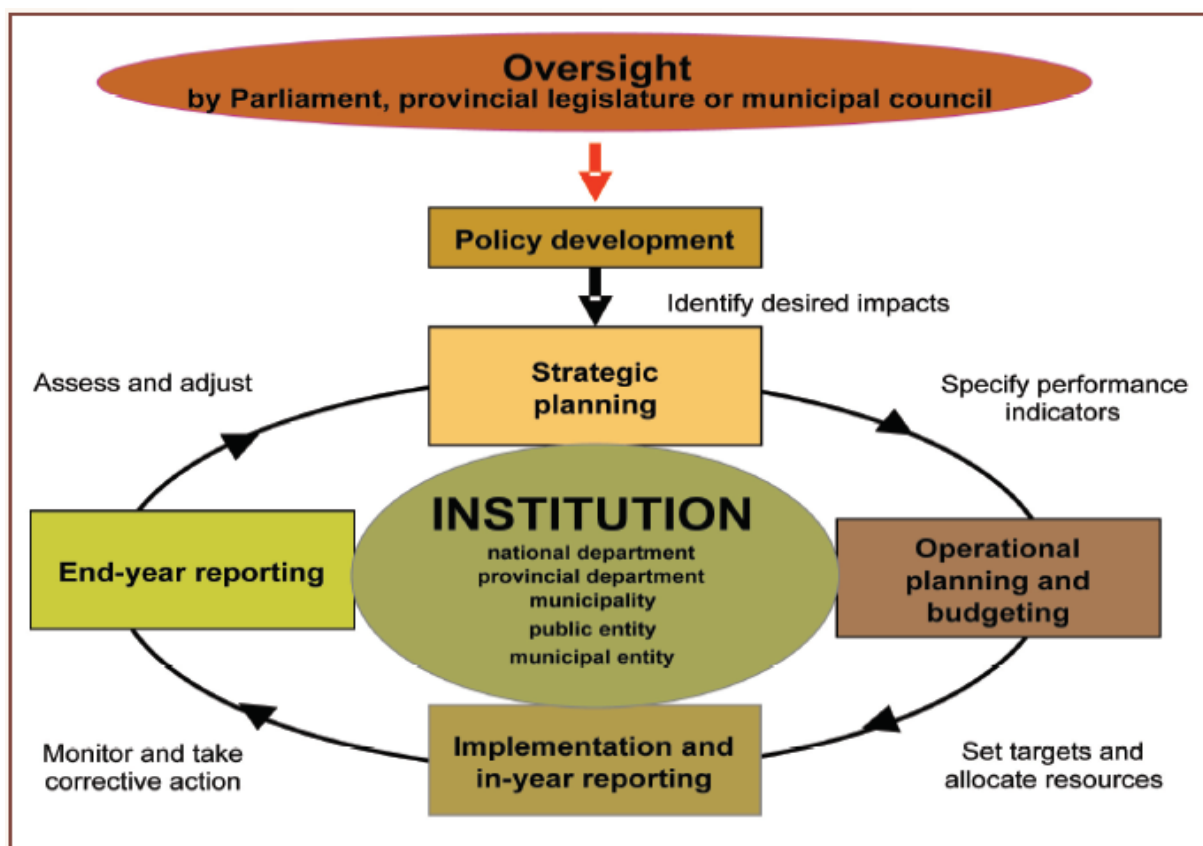 Oversight
by Parliament, provincial legislature or municipal council
Policy development
Identify desired impacts
Strategic
planning
Assess and adjust
Specify performance
indicators
INSTITUTION
national department
provincial department
municipality
public entity
municipal entity
End-year reporting
Operational
planning and
budgeting
Implementation and
in-year reporting
Monitor and take
corrective action
Set targets and
allocate resources